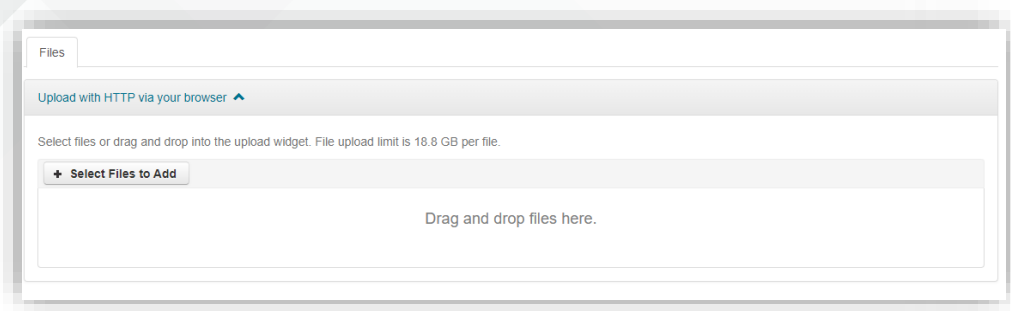 Files
Upload with HTTP via your browser
Select files or drag and drop into the upload widget. File upload limit is 18.8 GB per file.
+ Select Files to Add
Drag and drop files here.